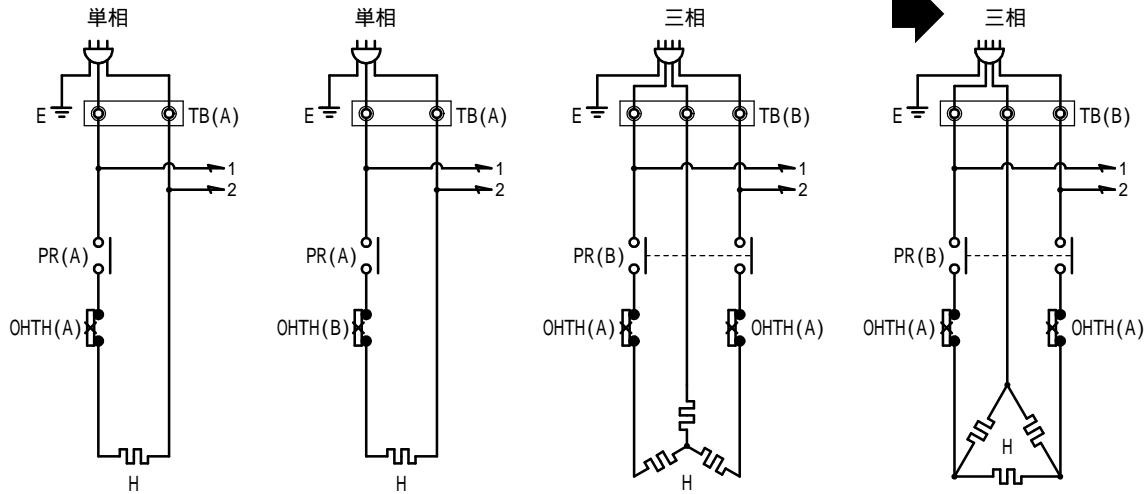 単相 単相 三相 三相
E TB(A) E TB(A) E TB(B) E TB(B)
1 1 1 1
2 2 2 2
PR(A) PR(A) PR(B) PR(B)
OHTH(A) OHTH(B) OHTH(A) OHTH(A) OHTH(A) OHTH(A)
H H H H